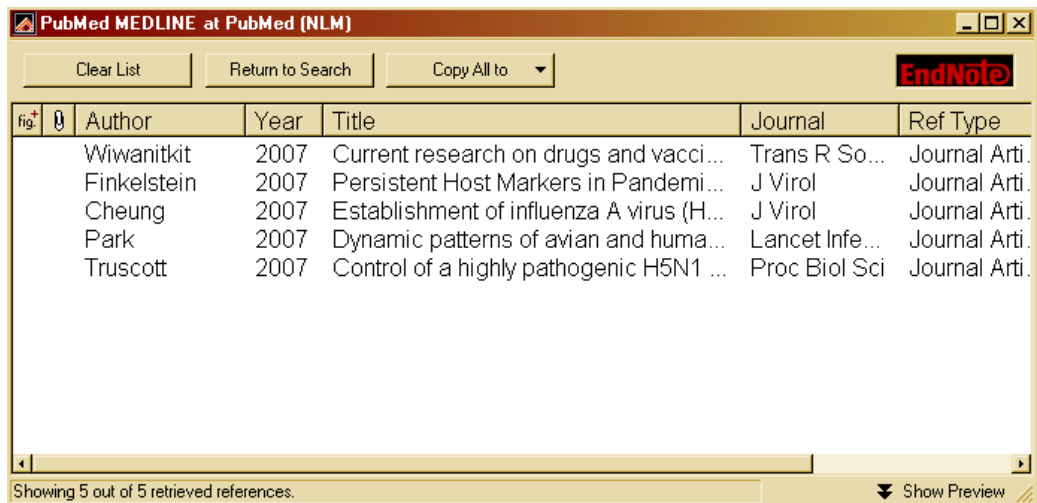 PubMed MEDLINE at PubMed (NLM)
Clear List Return to Search Copy All to EndNote
fig.+ Author Year Title Journal Ref Type
Wiwanitkit 2007 Current research on drugs and vacci... Trans R So... Journal Arti.
Finkelstein 2007 Persistent Host Markers in Pandemi... J Virol Journal Arti.
Cheung 2007 Establishment of influenza A virus (H... J Virol Journal Arti.
Park 2007 Dynamic patterns of avian and huma... Lancet Infe... Journal Arti.
Truscott 2007 Control of a highly pathogenic H5N1 ... Proc Biol Sci Journal Arti.
Showing 5 out of 5 retrieved references. Show Preview